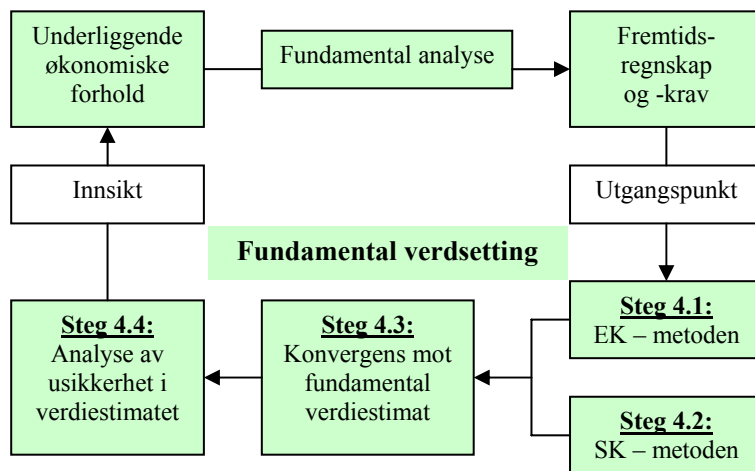 Underliggende
økonomiske
forhold
Fundamental analyse
Fremtids-
regnskap
og -krav
Innsikt
Utgangspunkt
Fundamental verdsetting
Steg 4.4:
Analyse av
usikkerhet i
verdiestimatet
Steg 4.3:
Konvergens mot
fundamental
verdiestimat
Steg 4.1:
EK – metoden
Steg 4.2:
SK – metoden